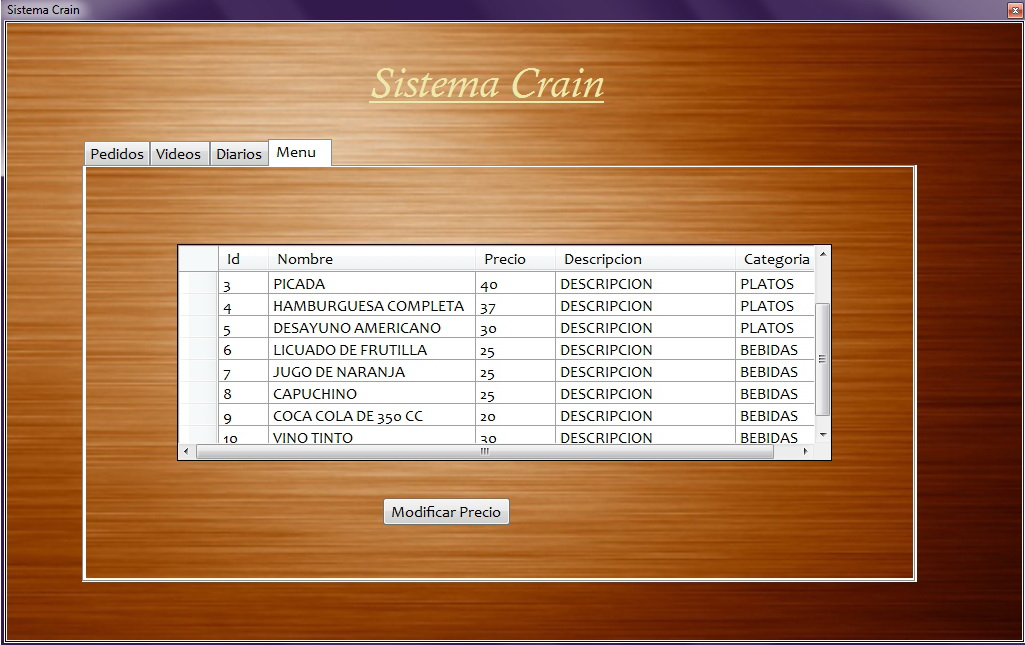 Sistema Crain
Sistema Crain
Pedidos Videos Diarios Menu
Id Nombre Precio Descripcion Categoria
3 PICADA 40 DESCRIPCION PLATOS
4 HAMBURGUESA COMPLETA 37 DESCRIPCION PLATOS
5 DESAYUNO AMERICANO 30 DESCRIPCION PLATOS
6 LICUADO DE FRUTILLA 25 DESCRIPCION BEBIDAS
7 JUGO DE NARANJA 25 DESCRIPCION BEBIDAS
8 CAPUCHINO 25 DESCRIPCION BEBIDAS
9 COCA COLA DE 350 CC 20 DESCRIPCION BEBIDAS
10 VINO TINTO 30 DESCRIPCION BEBIDAS
Modificar Precio